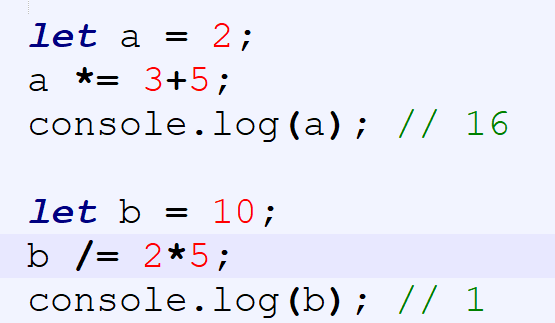 let a = 2;
a *= 3+5;
console.log(a); // 16
let b = 10;
b /= 2*5;
console.log(b); // 1